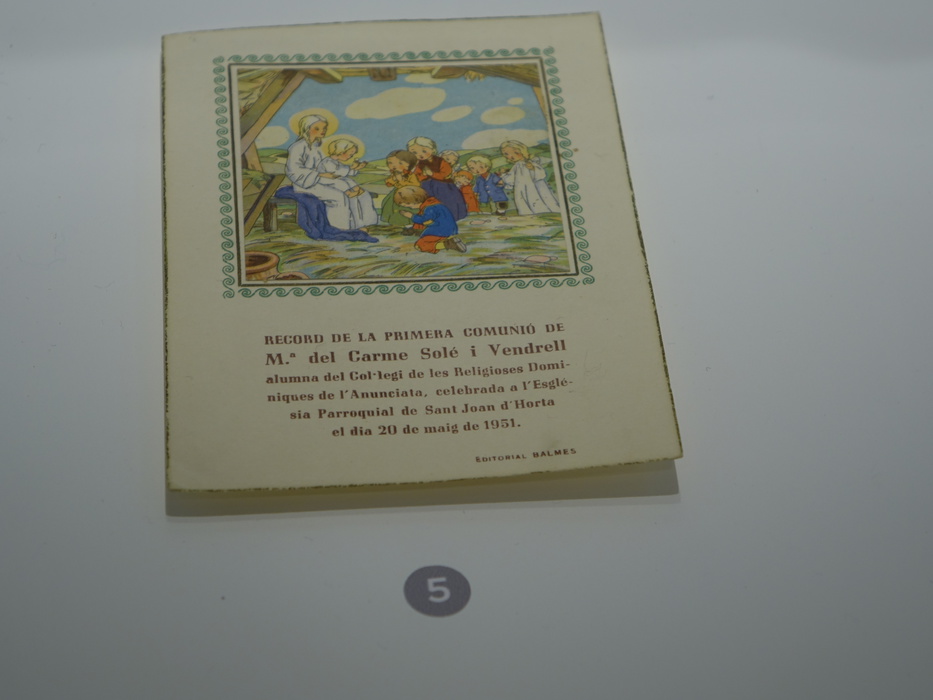 RECORD DE LA PRIMERA COMUNIÓ DE
M.ª del Carme Solé i Vendrell
alumna del Col·legi de les Religioses Domi-
niques de l'Anunciata, celebrada a l'Esglé-
sia Parroquial de Sant Joan d'Horta
el dia 20 de maig de 1951.
EDITORIAL BALMES
5